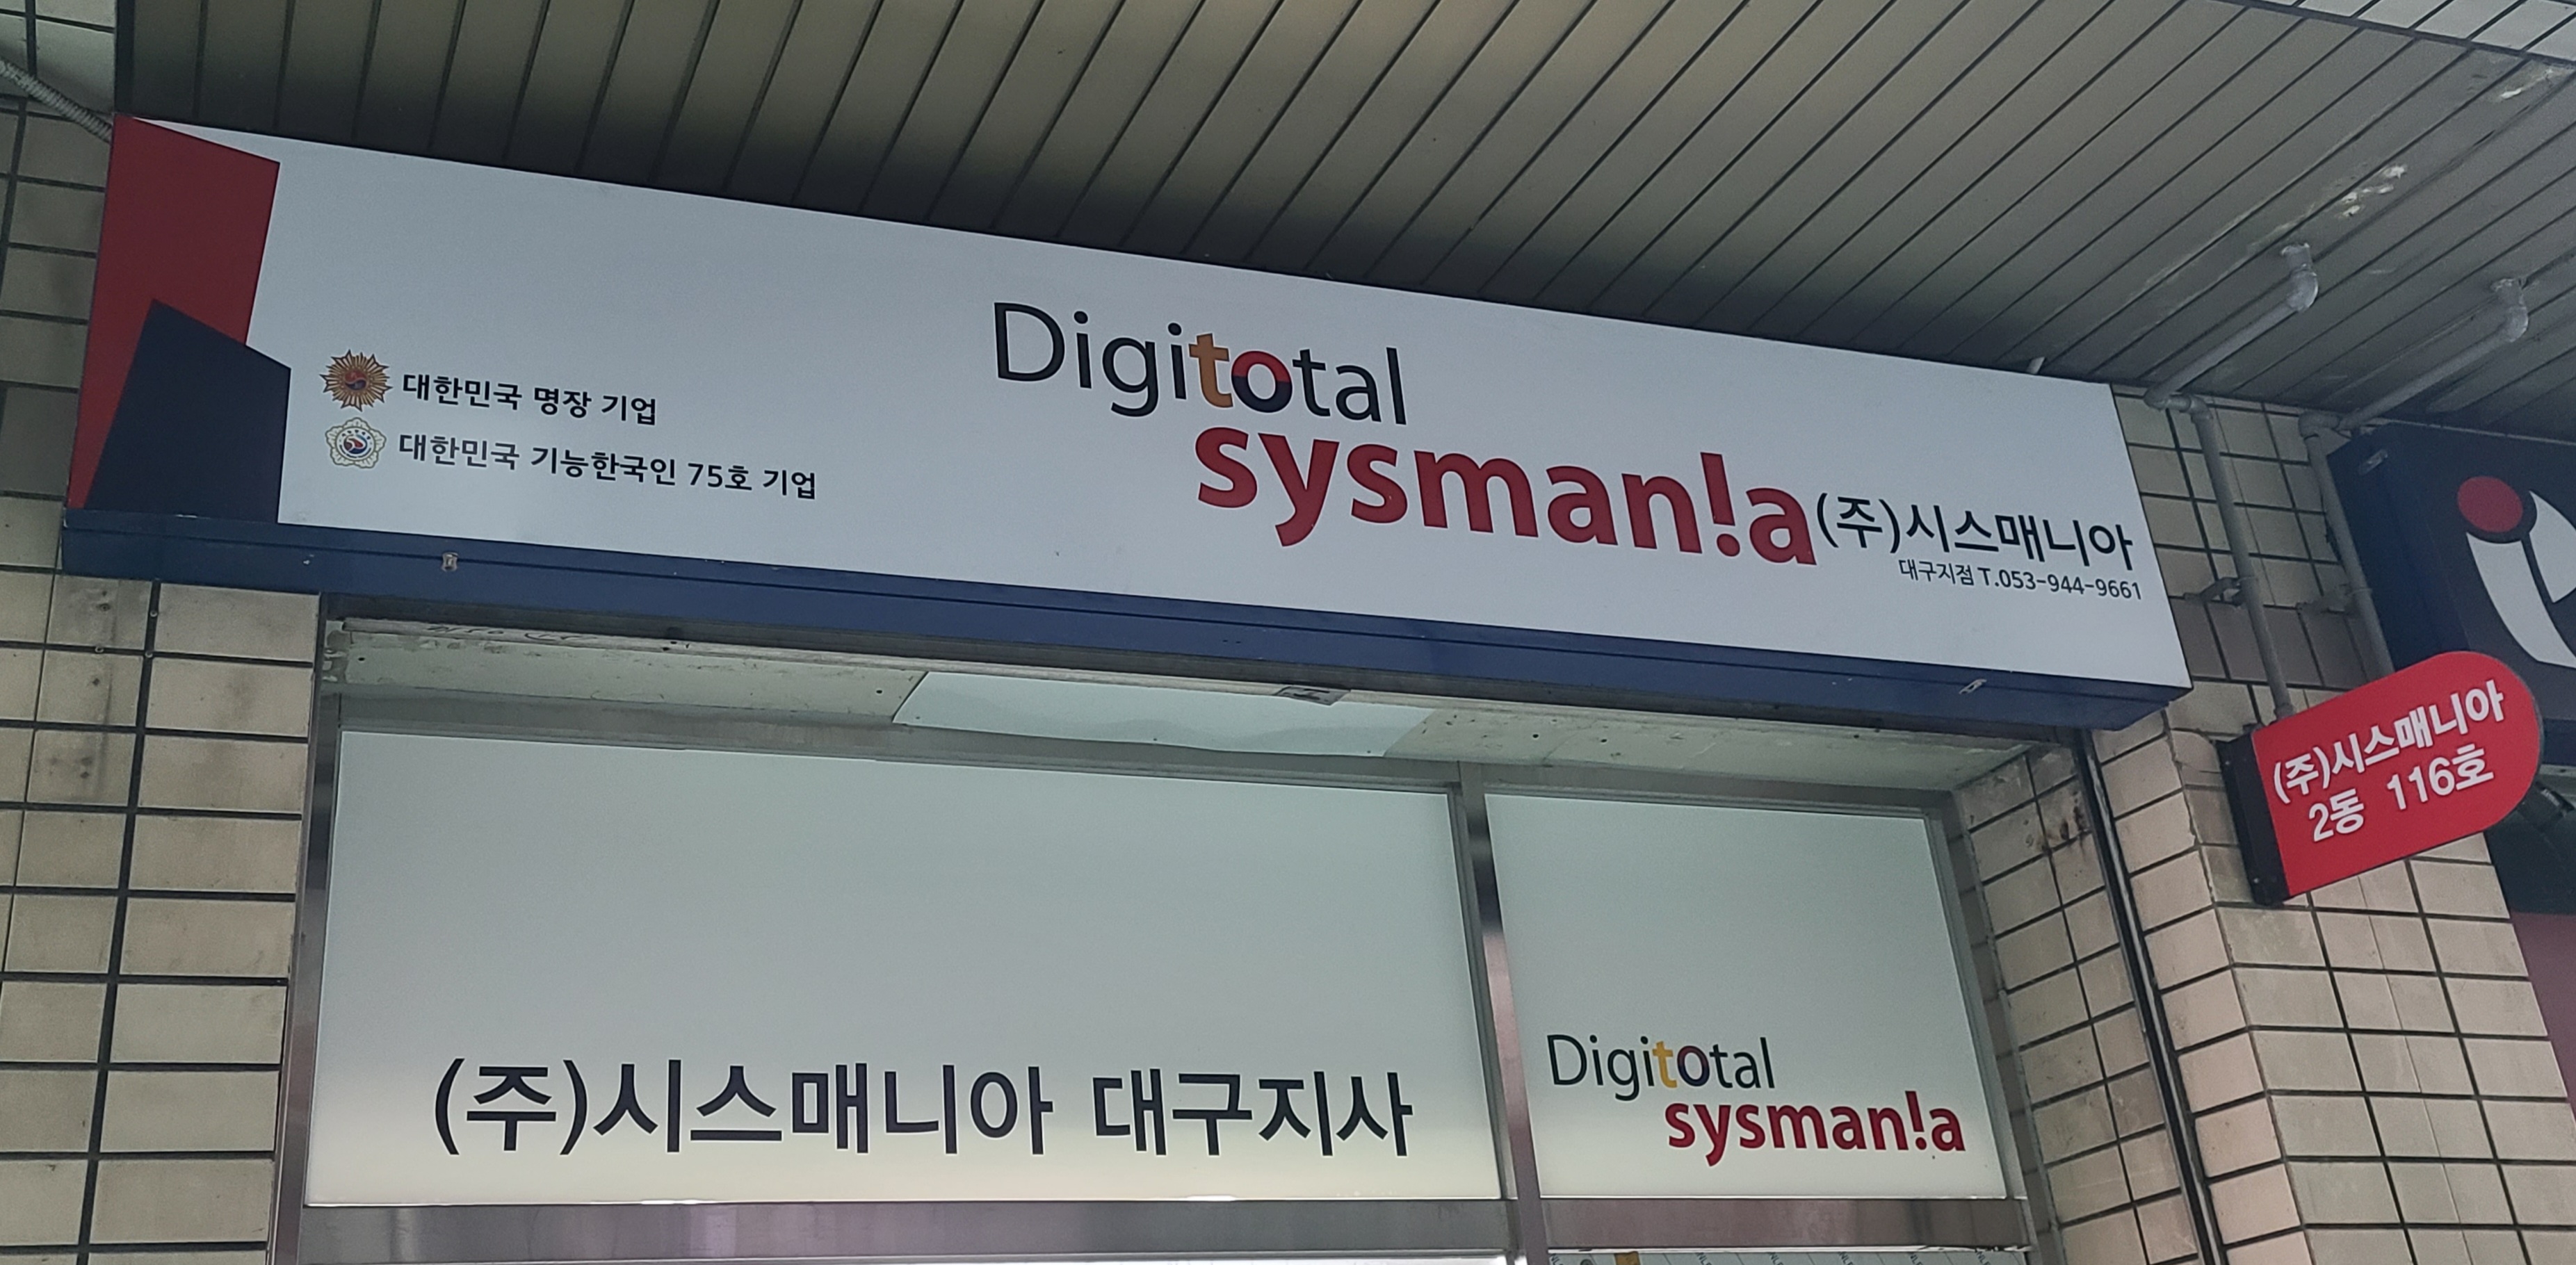 대한민국 명장 기업
대한민국 기능한국인 75호 기업
Digitotal
sysman!a (주)시스매니아
대구지점 T.053-944-9661
(주)시스매니아
2동 116호
(주)시스매니아 대구지사
Digitotal
sysman!a